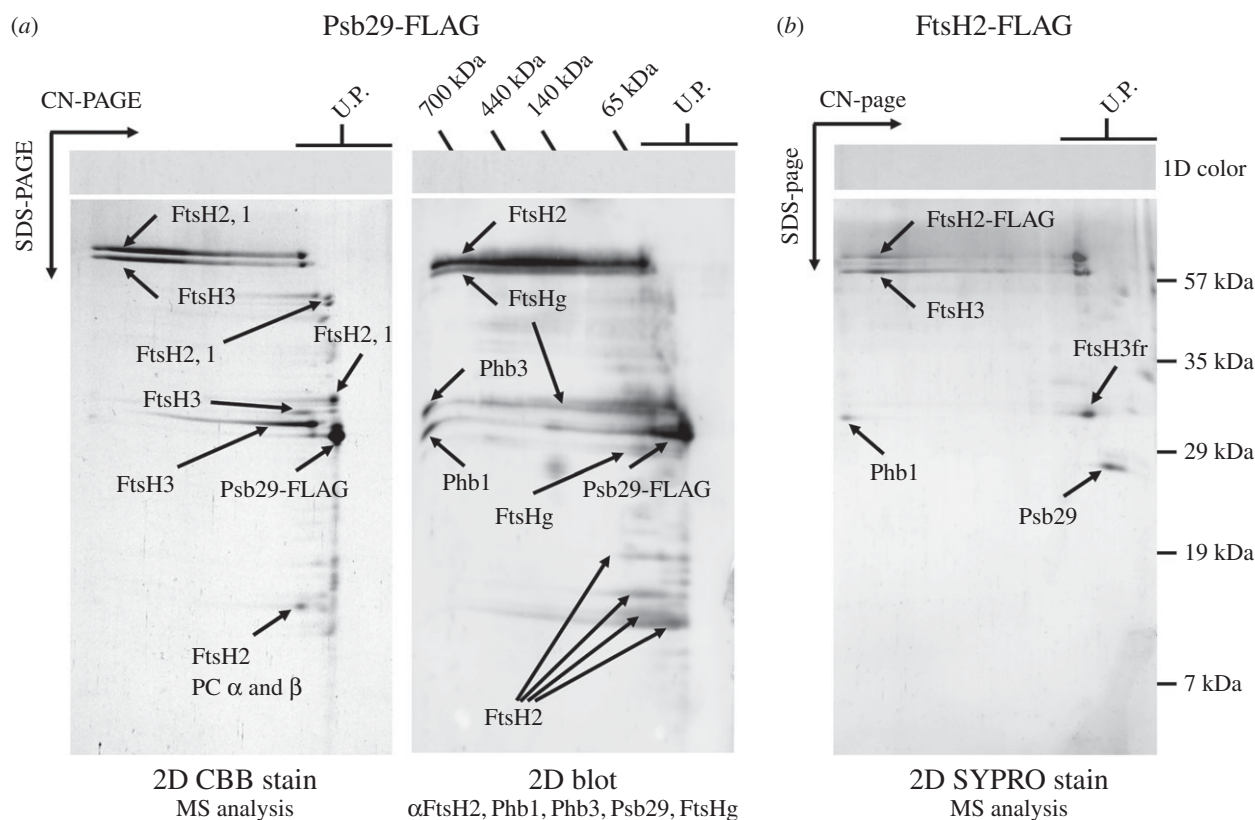 (a)
Psb29-FLAG
CN-PAGE
SDS-PAGE
U.P.
FtsH2, 1
FtsH3
FtsH2, 1
FtsH2, 1
FtsH3
FtsH3
Psb29-FLAG
FtsH2
PC α and β
2D CBB stain
MS analysis
700 kDa
440 kDa
140 kDa
65 kDa
U.P.
FtsH2
FtsHg
Phb3
Phb1
FtsHg
Psb29-FLAG
FtsH2
2D blot
αFtsH2, Phb1, Phb3, Psb29, FtsHg
(b)
FtsH2-FLAG
CN-page
SDS-page
U.P.
1D color
FtsH2-FLAG
FtsH3
57 kDa
35 kDa
FtsH3fr
29 kDa
Phb1
Psb29
19 kDa
7 kDa
2D SYPRO stain
MS analysis